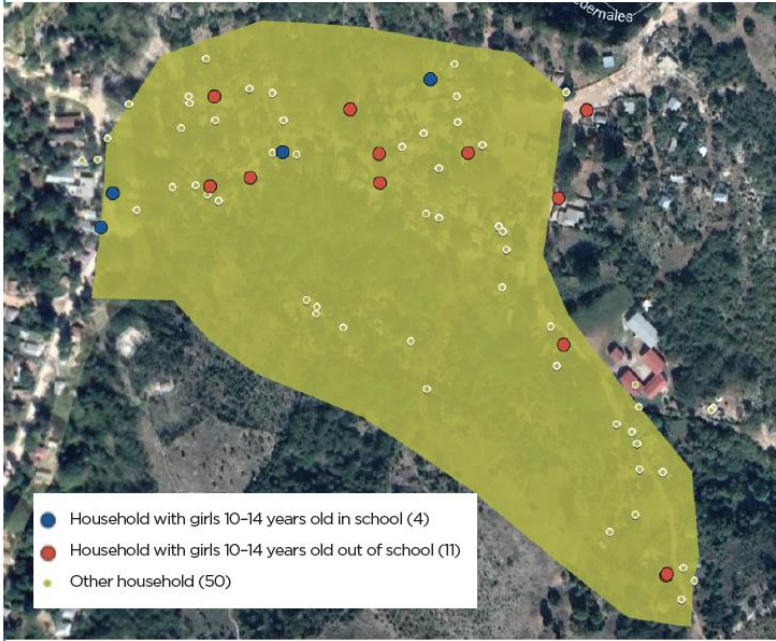 Household with girls 10–14 years old in school (4)
Household with girls 10–14 years old out of school (11)
Other household (50)